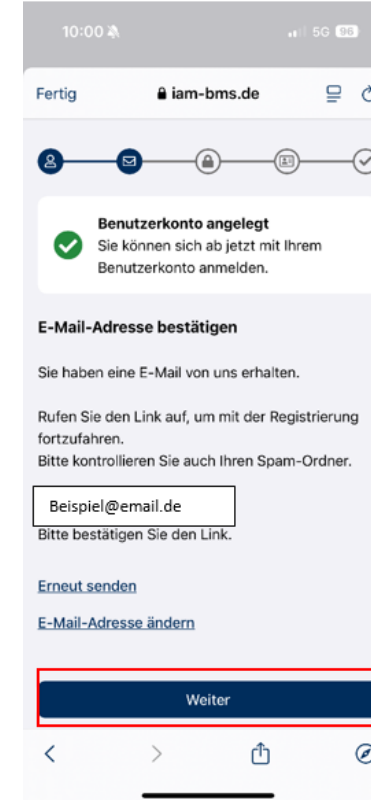 10:00
5G 96
Fertig
iam-bms.de
Benutzerkonto angelegt
Sie können sich ab jetzt mit Ihrem
Benutzerkonto anmelden.
E-Mail-Adresse bestätigen
Sie haben eine E-Mail von uns erhalten.
Rufen Sie den Link auf, um mit der Registrierung
fortzufahren.
Bitte kontrollieren Sie auch Ihren Spam-Ordner.
Beispiel@email.de
Bitte bestätigen Sie den Link.
Erneut senden
E-Mail-Adresse ändern
Weiter